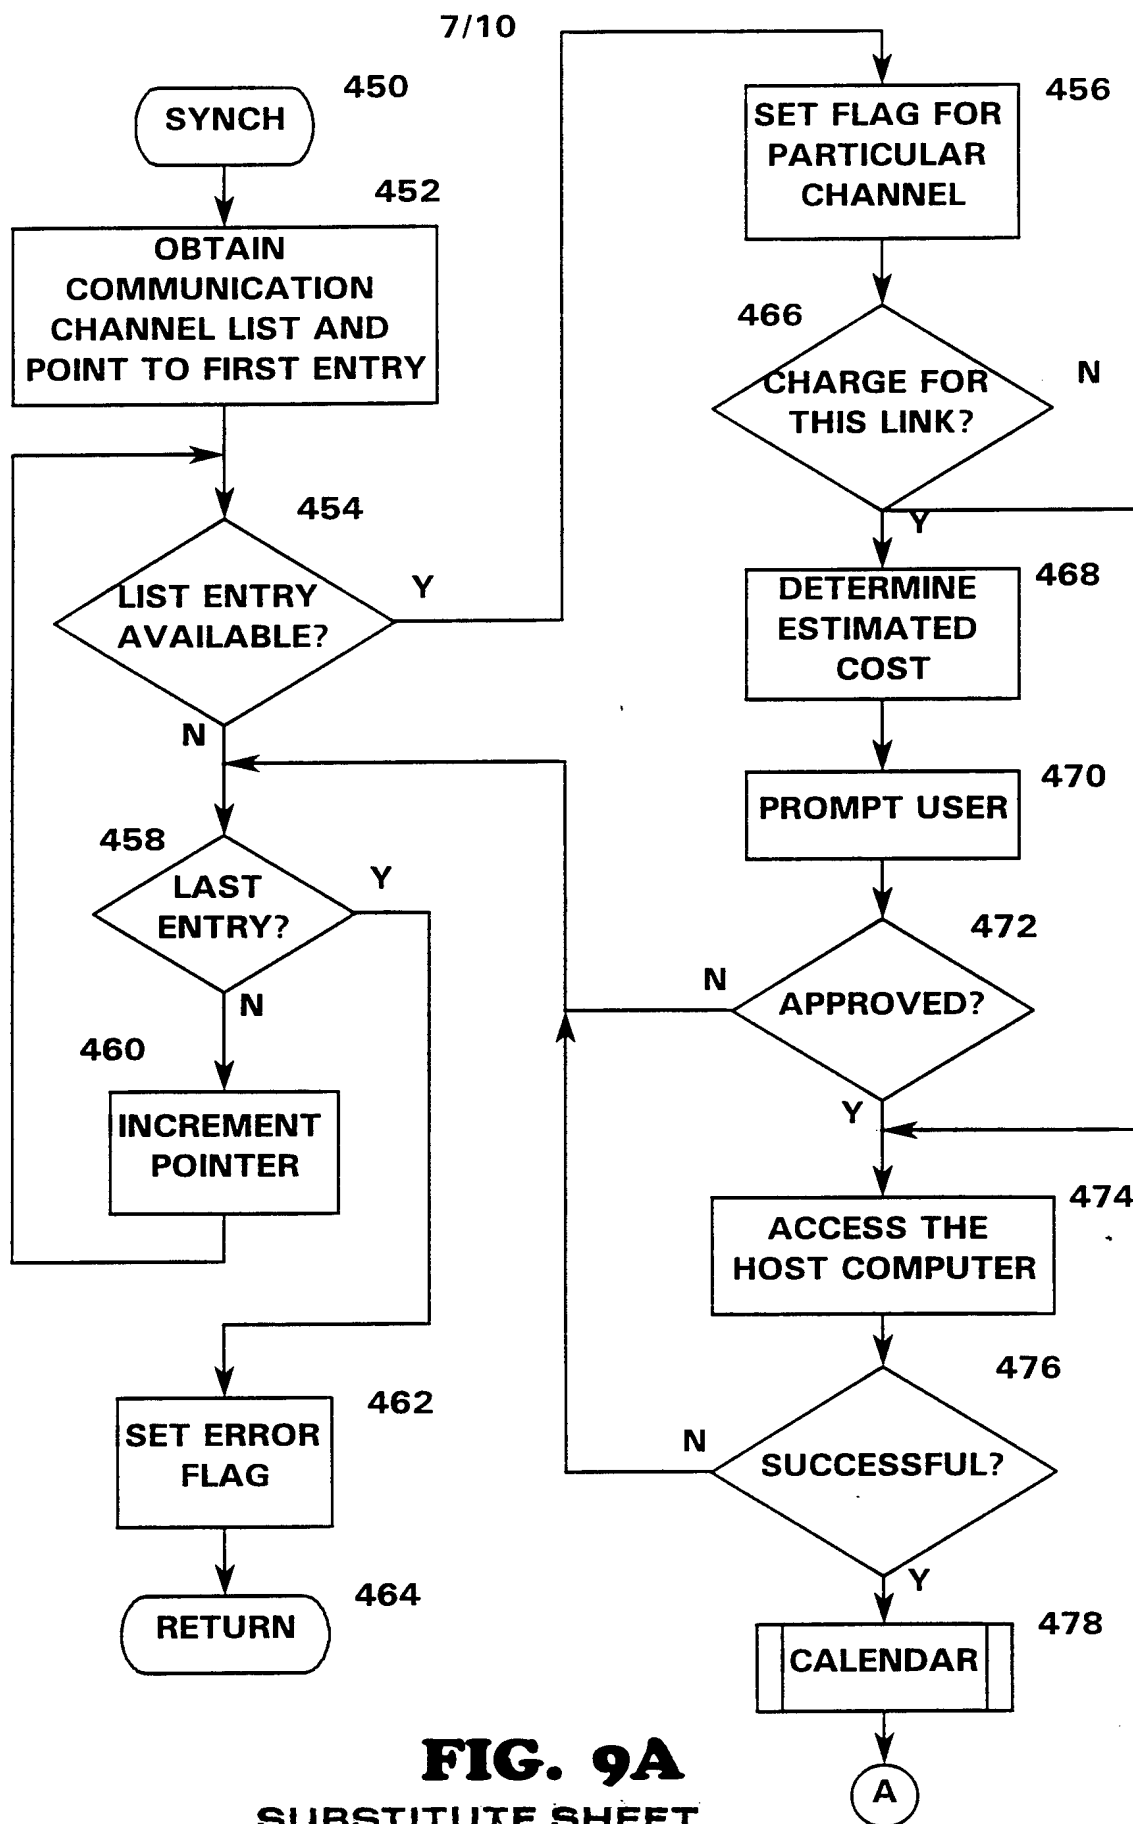 7/10
450
SYNCH
452
OBTAIN
COMMUNICATION
CHANNEL LIST AND
POINT TO FIRST ENTRY
454
LIST ENTRY
AVAILABLE?
Y
N
458
LAST
ENTRY?
Y
N
460
INCREMENT
POINTER
462
SET ERROR
FLAG
464
RETURN
456
SET FLAG FOR
PARTICULAR
CHANNEL
466
CHARGE FOR
THIS LINK?
N
Y
468
DETERMINE
ESTIMATED
COST
470
PROMPT USER
472
APPROVED?
N
Y
474
ACCESS THE
HOST COMPUTER
476
SUCCESSFUL?
N
Y
478
CALENDAR
A
FIG. 9A
SUBSTITUTE SHEET